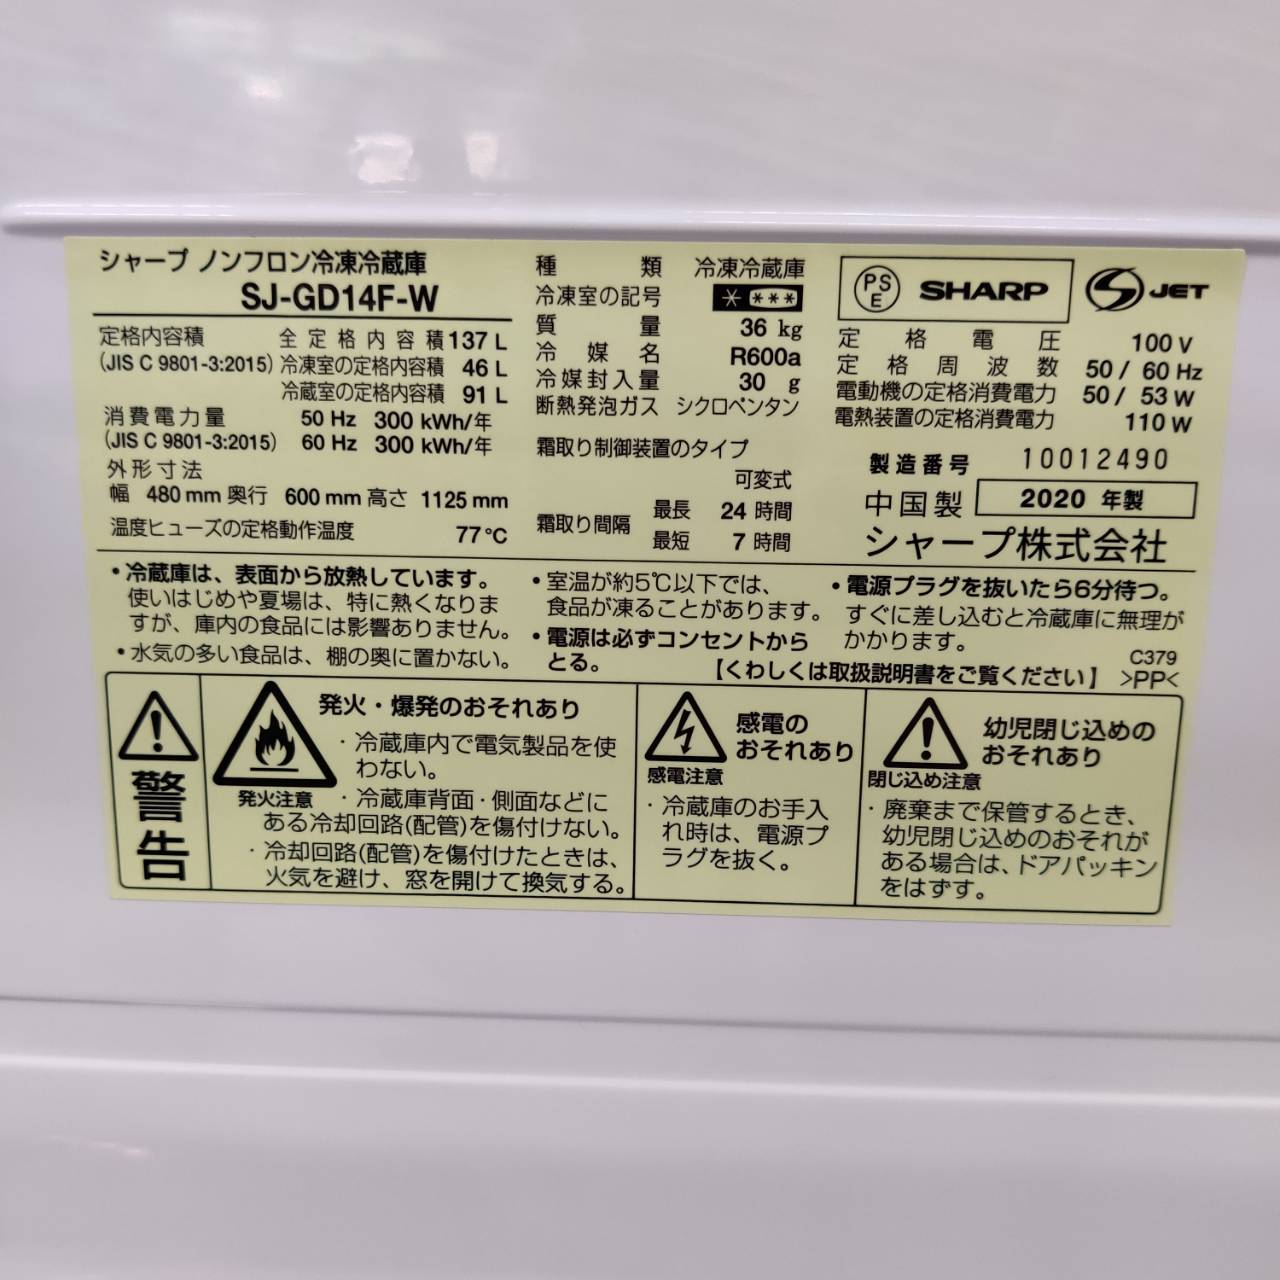 シャープ ノンフロン冷凍冷蔵庫
SJ-GD14F-W
定格内容積 全定格内容積 137 L
(JIS C 9801-3:2015) 冷凍室の定格内容積 46 L
冷蔵室の定格内容積 91 L
消費電力量 50 Hz 300 kWh/年
(JIS C 9801-3:2015) 60 Hz 300 kWh/年
外形寸法
幅 480 mm 奥行 600 mm 高さ 1125 mm
温度ヒューズの定格動作温度 77℃
種類 冷凍冷蔵庫
冷凍室の記号 * ***
質量 36 kg
冷媒名 R600a
冷媒封入量 30 g
断熱発泡ガス シクロペンタン
霜取り制御装置のタイプ
可変式
霜取り間隔 最長 24 時間
最短 7 時間
PSE SHARP JET
定格電圧 100 V
定格周波数 50 / 60 Hz
電動機の定格消費電力 50 / 53 W
電熱装置の定格消費電力 110 W
製造番号 10012490
中国製 2020 年製
シャープ株式会社
・冷蔵庫は、表面から放熱しています。
使いはじめや夏場は、特に熱くなりま
すが、庫内の食品には影響ありません。
・水気の多い食品は、棚の奥に置かない。
・室温が約5℃以下では、
食品が凍ることがあります。
・電源は必ずコンセントから
とる。
・電源プラグを抜いたら6分待つ。
すぐに差し込むと冷蔵庫に無理が
かかります。
【くわしくは取扱説明書をご覧ください】
C379
>PP<
警告
発火・爆発のおそれあり
発火注意
・冷蔵庫内で電気製品を使
わない。
・冷蔵庫背面・側面などに
ある冷却回路(配管)を傷付けない。
・冷却回路(配管)を傷付けたときは、
火気を避け、窓を開けて換気する。
感電の
おそれあり
感電注意
・冷蔵庫のお手入
れ時は、電源プ
ラグを抜く。
幼児閉じ込めの
おそれあり
閉じ込め注意
・廃棄まで保管するとき、
幼児閉じ込めのおそれが
ある場合は、ドアパッキン
をはずす。